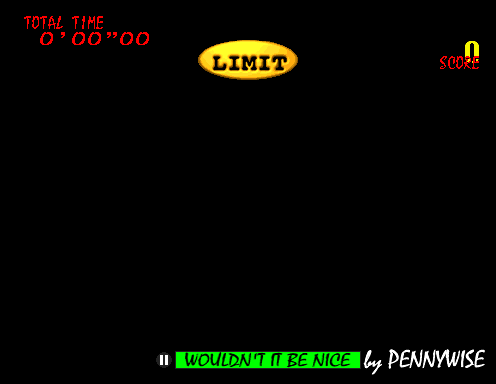 TOTAL TIME
0'00"00
LIMIT
0
SCORE
WOULDN'T IT BE NICE by PENNYWISE